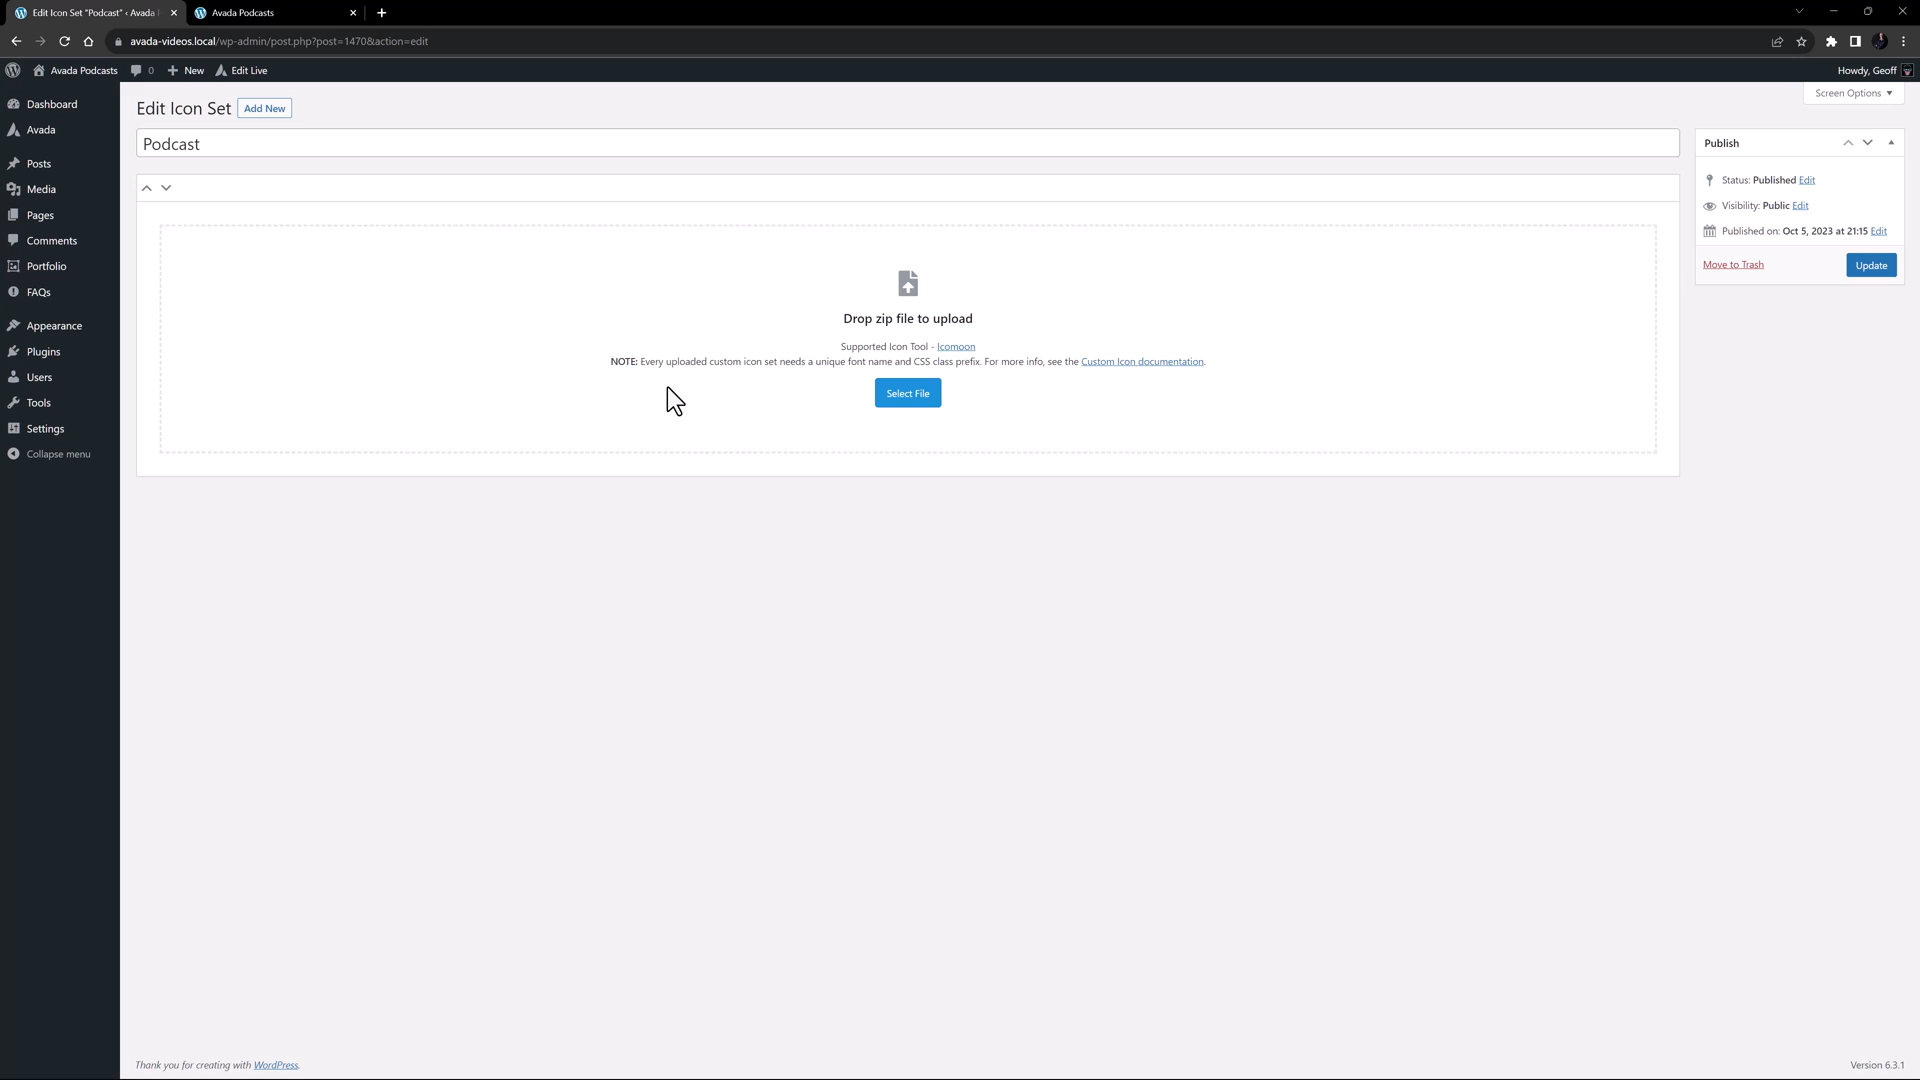 Edit Icon Set "Podcast" ‹ Avada
Avada Podcasts
avada-videos.local/wp-admin/post.php?post=1470&action=edit
Avada Podcasts 0 New Edit Live Howdy, Geoff
Screen Options
Dashboard
Avada
Posts
Media
Pages
Comments
Portfolio
FAQs
Appearance
Plugins
Users
Tools
Settings
Collapse menu
Edit Icon Set Add New
Podcast
Drop zip file to upload
Supported Icon Tool - Icomoon
NOTE: Every uploaded custom icon set needs a unique font name and CSS class prefix. For more info, see the Custom Icon documentation.
Select File
Publish
Status: Published Edit
Visibility: Public Edit
Published on: Oct 5, 2023 at 21:15 Edit
Move to Trash Update
Thank you for creating with WordPress.
Version 6.3.1